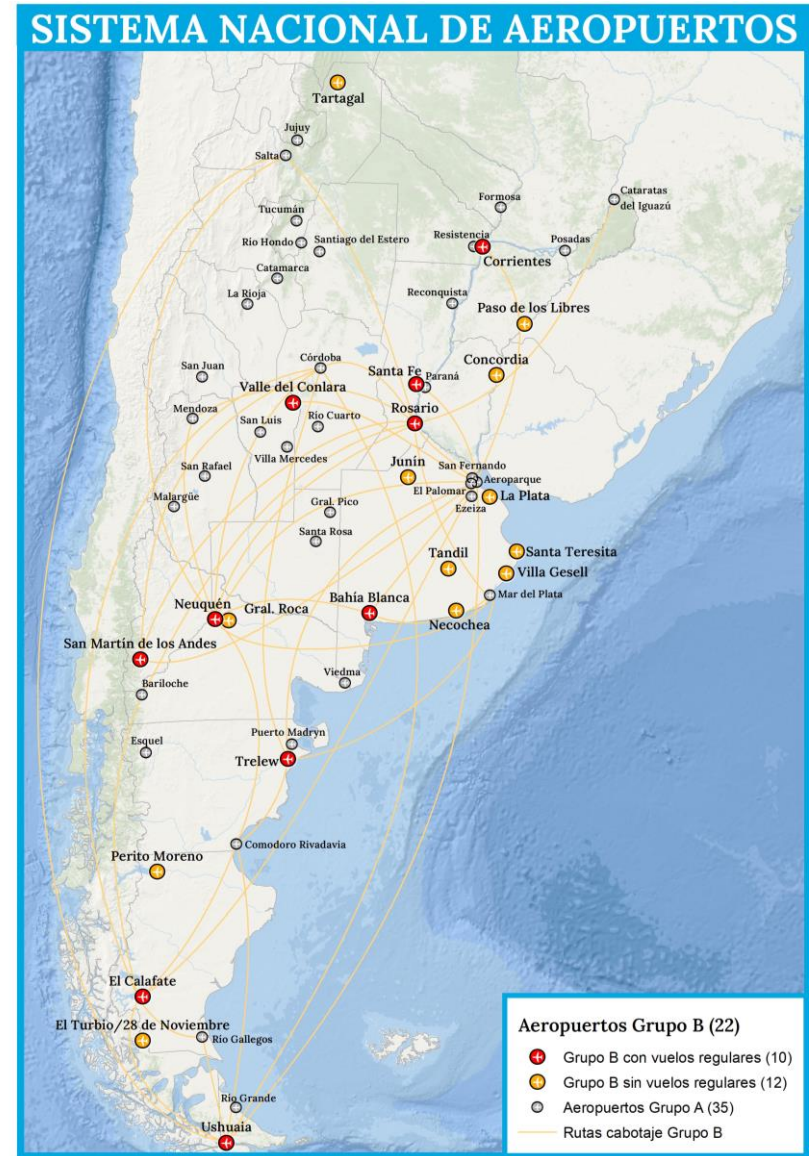 SISTEMA NACIONAL DE AEROPUERTOS
Tartagal
Jujuy
Salta
Cataratas
del Iguazú
Formosa
Tucumán
Resistencia
Posadas
Río Hondo
Santiago del Estero
Corrientes
Catamarca
La Rioja
Reconquista
Paso de los Libres
Córdoba
Concordia
San Juan
Santa Fe
Paraná
Valle del Conlara
Mendoza
Rosario
San Luis
Río Cuarto
Villa Mercedes
Junín
San Fernando
San Rafael
Aeroparque
El Palomar
La Plata
Malargüe
Gral. Pico
Ezeiza
Santa Rosa
Tandil
Santa Teresita
Villa Gesell
Mar del Plata
Neuquén
Gral. Roca
Bahía Blanca
Necochea
San Martín de los Andes
Viedma
Bariloche
Esquel
Puerto Madryn
Trelew
Comodoro Rivadavia
Perito Moreno
El Calafate
El Turbio/28 de Noviembre
Río Gallegos
Río Grande
Ushuaia
Aeropuertos Grupo B (22)
Grupo B con vuelos regulares (10)
Grupo B sin vuelos regulares (12)
Aeropuertos Grupo A (35)
Rutas cabotaje Grupo B